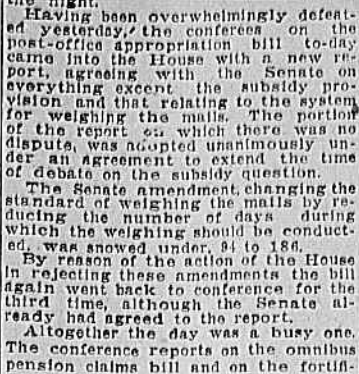 the night.
Having been overwhelmingly defeat-
ed yesterday, the conferees on the
post-office appropriation bill to-day
came into the House with a new re-
port, agreeing with the Senate on
everything except the subsidy pro-
vision and that relating to the system
for weighing the mails. The portion
of the report on which there was no
dispute, was adopted unanimously un-
der an agreement to extend the time
of debate on the subsidy question.
The Senate amendment, changing the
standard of weighing the mails by re-
ducing the number of days during
which the weighing should be conduct-
ed, was snowed under, 94 to 186.
By reason of the action of the House
in rejecting these amendments the bill
again went back to conference for the
third time, although the Senate al-
ready had agreed to the report.
Altogether the day was a busy one.
The conference reports on the omnibus
pension claims bill and on the fortifi-